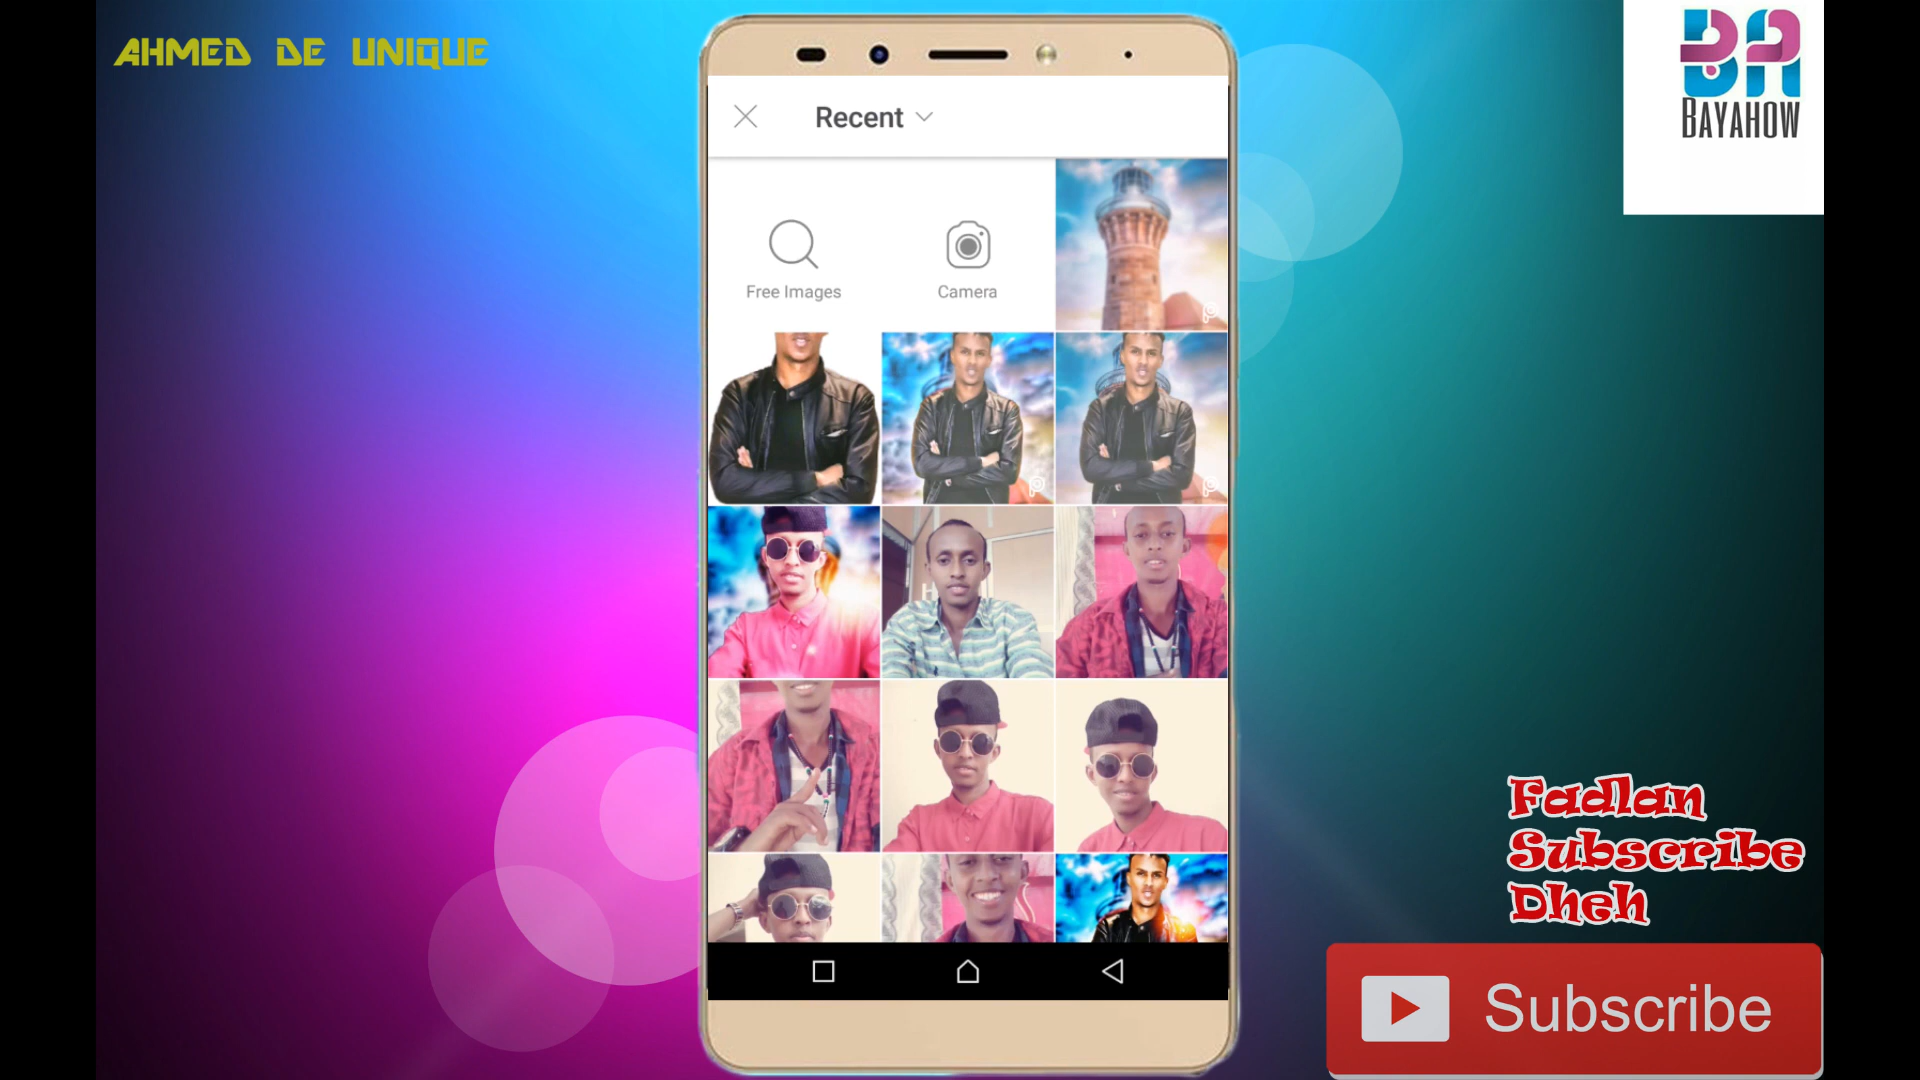 AHMED DE UNIQUE
BAYAHOW
Recent
Free Images
Camera
Fadlan
Subscribe
Dheh
Subscribe